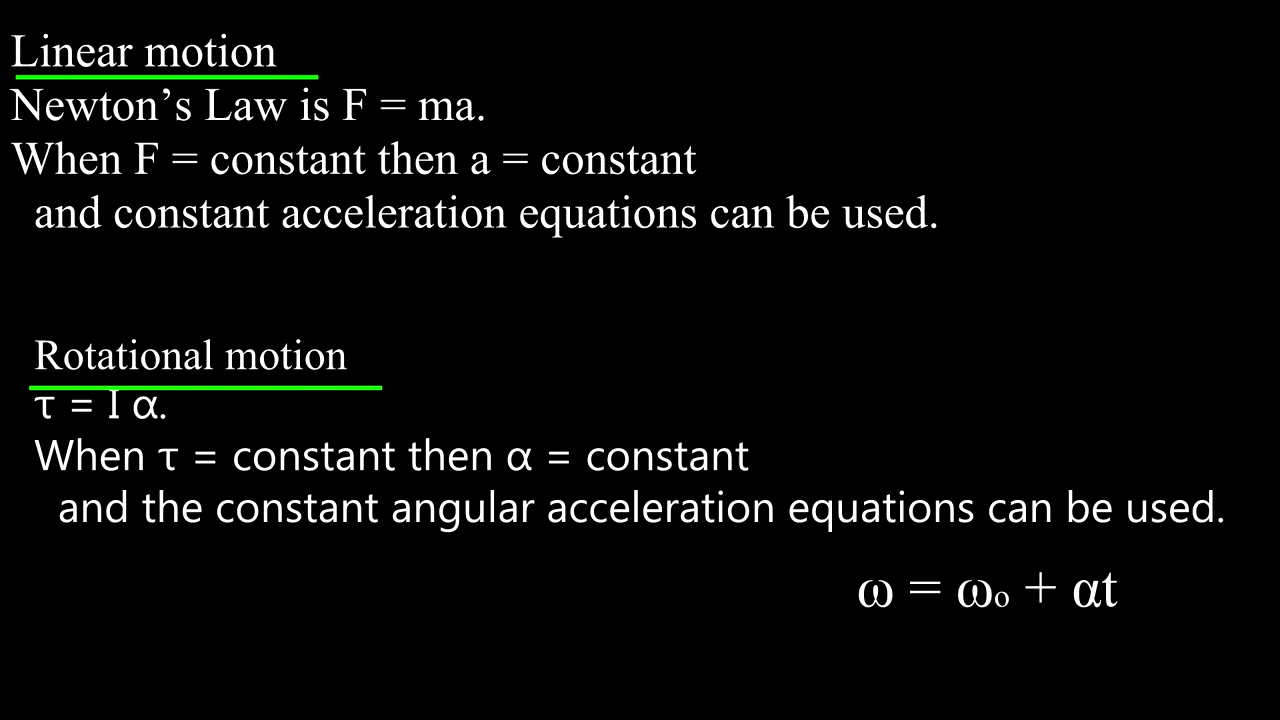 Linear motion
Newton’s Law is F = ma.
When F = constant then a = constant
and constant acceleration equations can be used.
Rotational motion
τ = I α.
When τ = constant then α = constant
and the constant angular acceleration equations can be used.
ω = ωₒ + αt